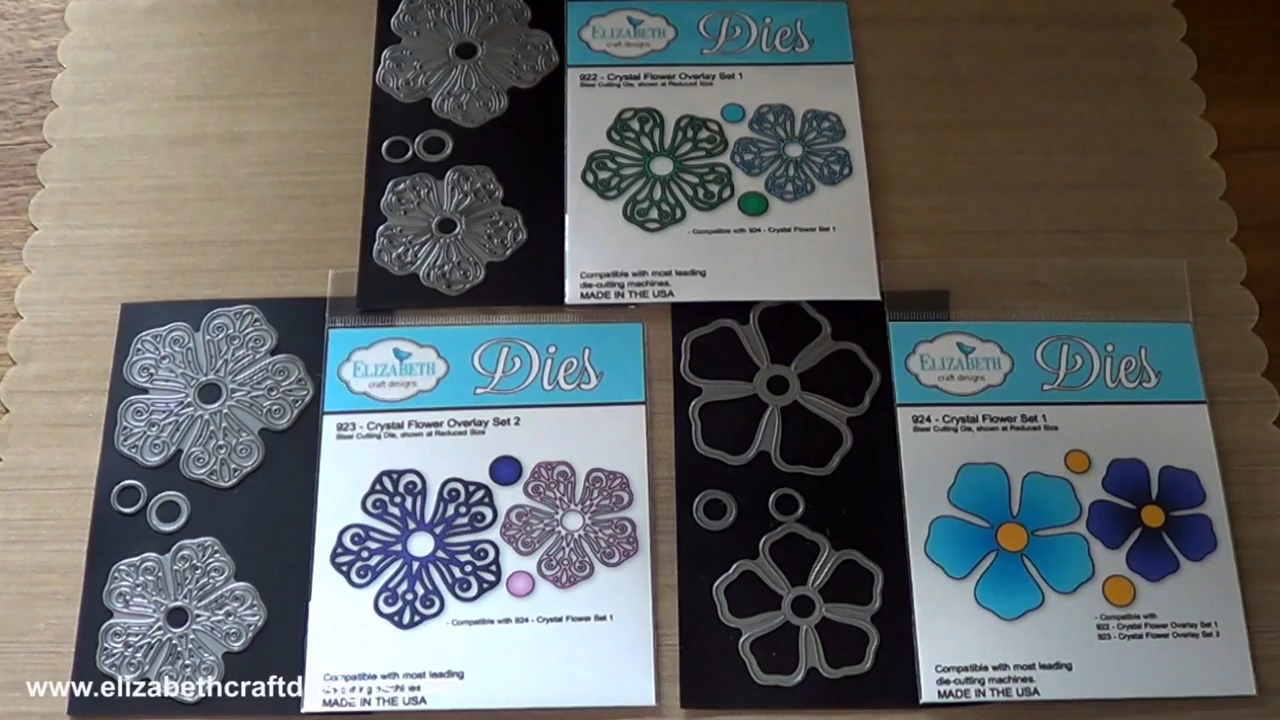 ELIZABETH
craft designs
Dies
922 - Crystal Flower Overlay Set 1
Steel Cutting Die, shown at Reduced Size
- Compatible with 924 - Crystal Flower Set 1
Compatible with most leading
die-cutting machines.
MADE IN THE USA
ELIZABETH
craft designs
Dies
923 - Crystal Flower Overlay Set 2
Steel Cutting Die, shown at Reduced Size
- Compatible with 924 - Crystal Flower Set 1
Compatible with most leading
die-cutting machines.
MADE IN THE USA
ELIZABETH
craft designs
Dies
924 - Crystal Flower Set 1
Steel Cutting Die, shown at Reduced Size
- Compatible with
922 - Crystal Flower Overlay Set 1
923 - Crystal Flower Overlay Set 2
Compatible with most leading
die-cutting machines.
MADE IN THE USA